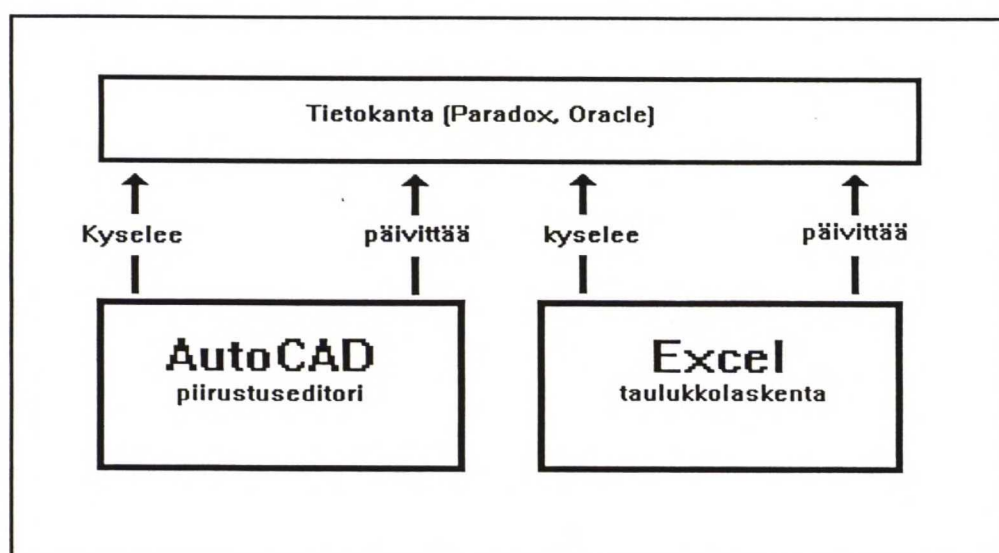 Tietokanta (Paradox, Oracle)
Kyselee
päivittää
kyselee
päivittää
AutoCAD
piirustuseditori
Excel
taulukkolaskenta